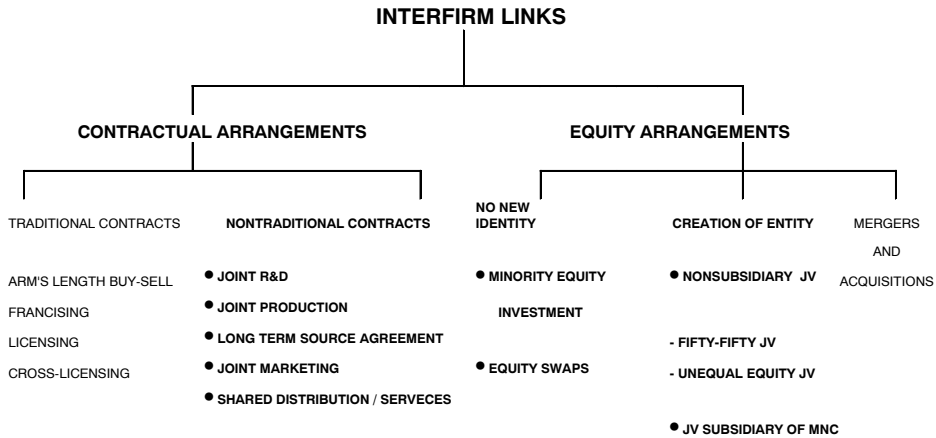 INTERFIRM LINKS
CONTRACTUAL ARRANGEMENTS
EQUITY ARRANGEMENTS
TRADITIONAL CONTRACTS
ARM'S LENGTH BUY-SELL
FRANCISING
LICENSING
CROSS-LICENSING
NONTRADITIONAL CONTRACTS
● JOINT R&D
● JOINT PRODUCTION
● LONG TERM SOURCE AGREEMENT
● JOINT MARKETING
● SHARED DISTRIBUTION / SERVECES
NO NEW
IDENTITY
● MINORITY EQUITY
INVESTMENT
● EQUITY SWAPS
CREATION OF ENTITY
● NONSUBSIDIARY JV
- FIFTY-FIFTY JV
- UNEQUAL EQUITY JV
● JV SUBSIDIARY OF MNC
MERGERS
AND
ACQUISITIONS